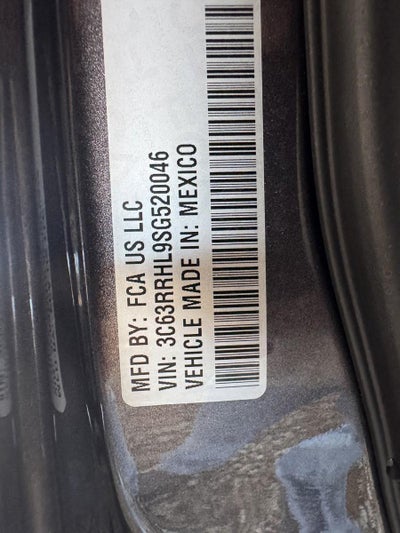 MFD BY: FCA US LLC
VIN: 3C63RRHL9SG520046
VEHICLE MADE IN: MEXICO